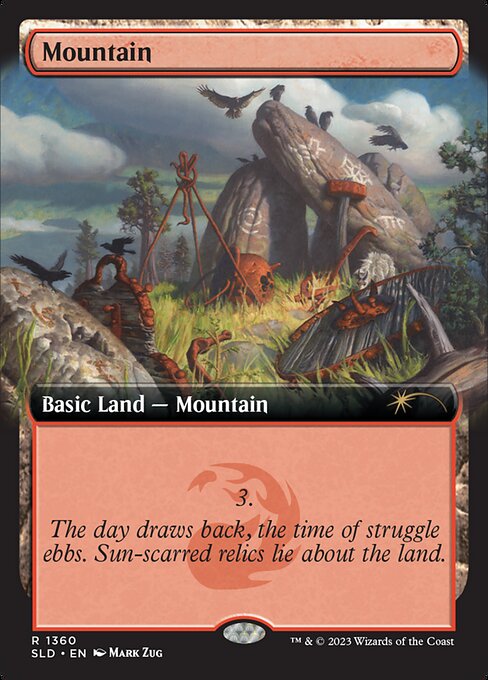 Mountain
Basic Land — Mountain
3.
The day draws back, the time of struggle
ebbs. Sun-scarred relics lie about the land.
R 1360
SLD • EN Mark Zug
™ & © 2023 Wizards of the Coast